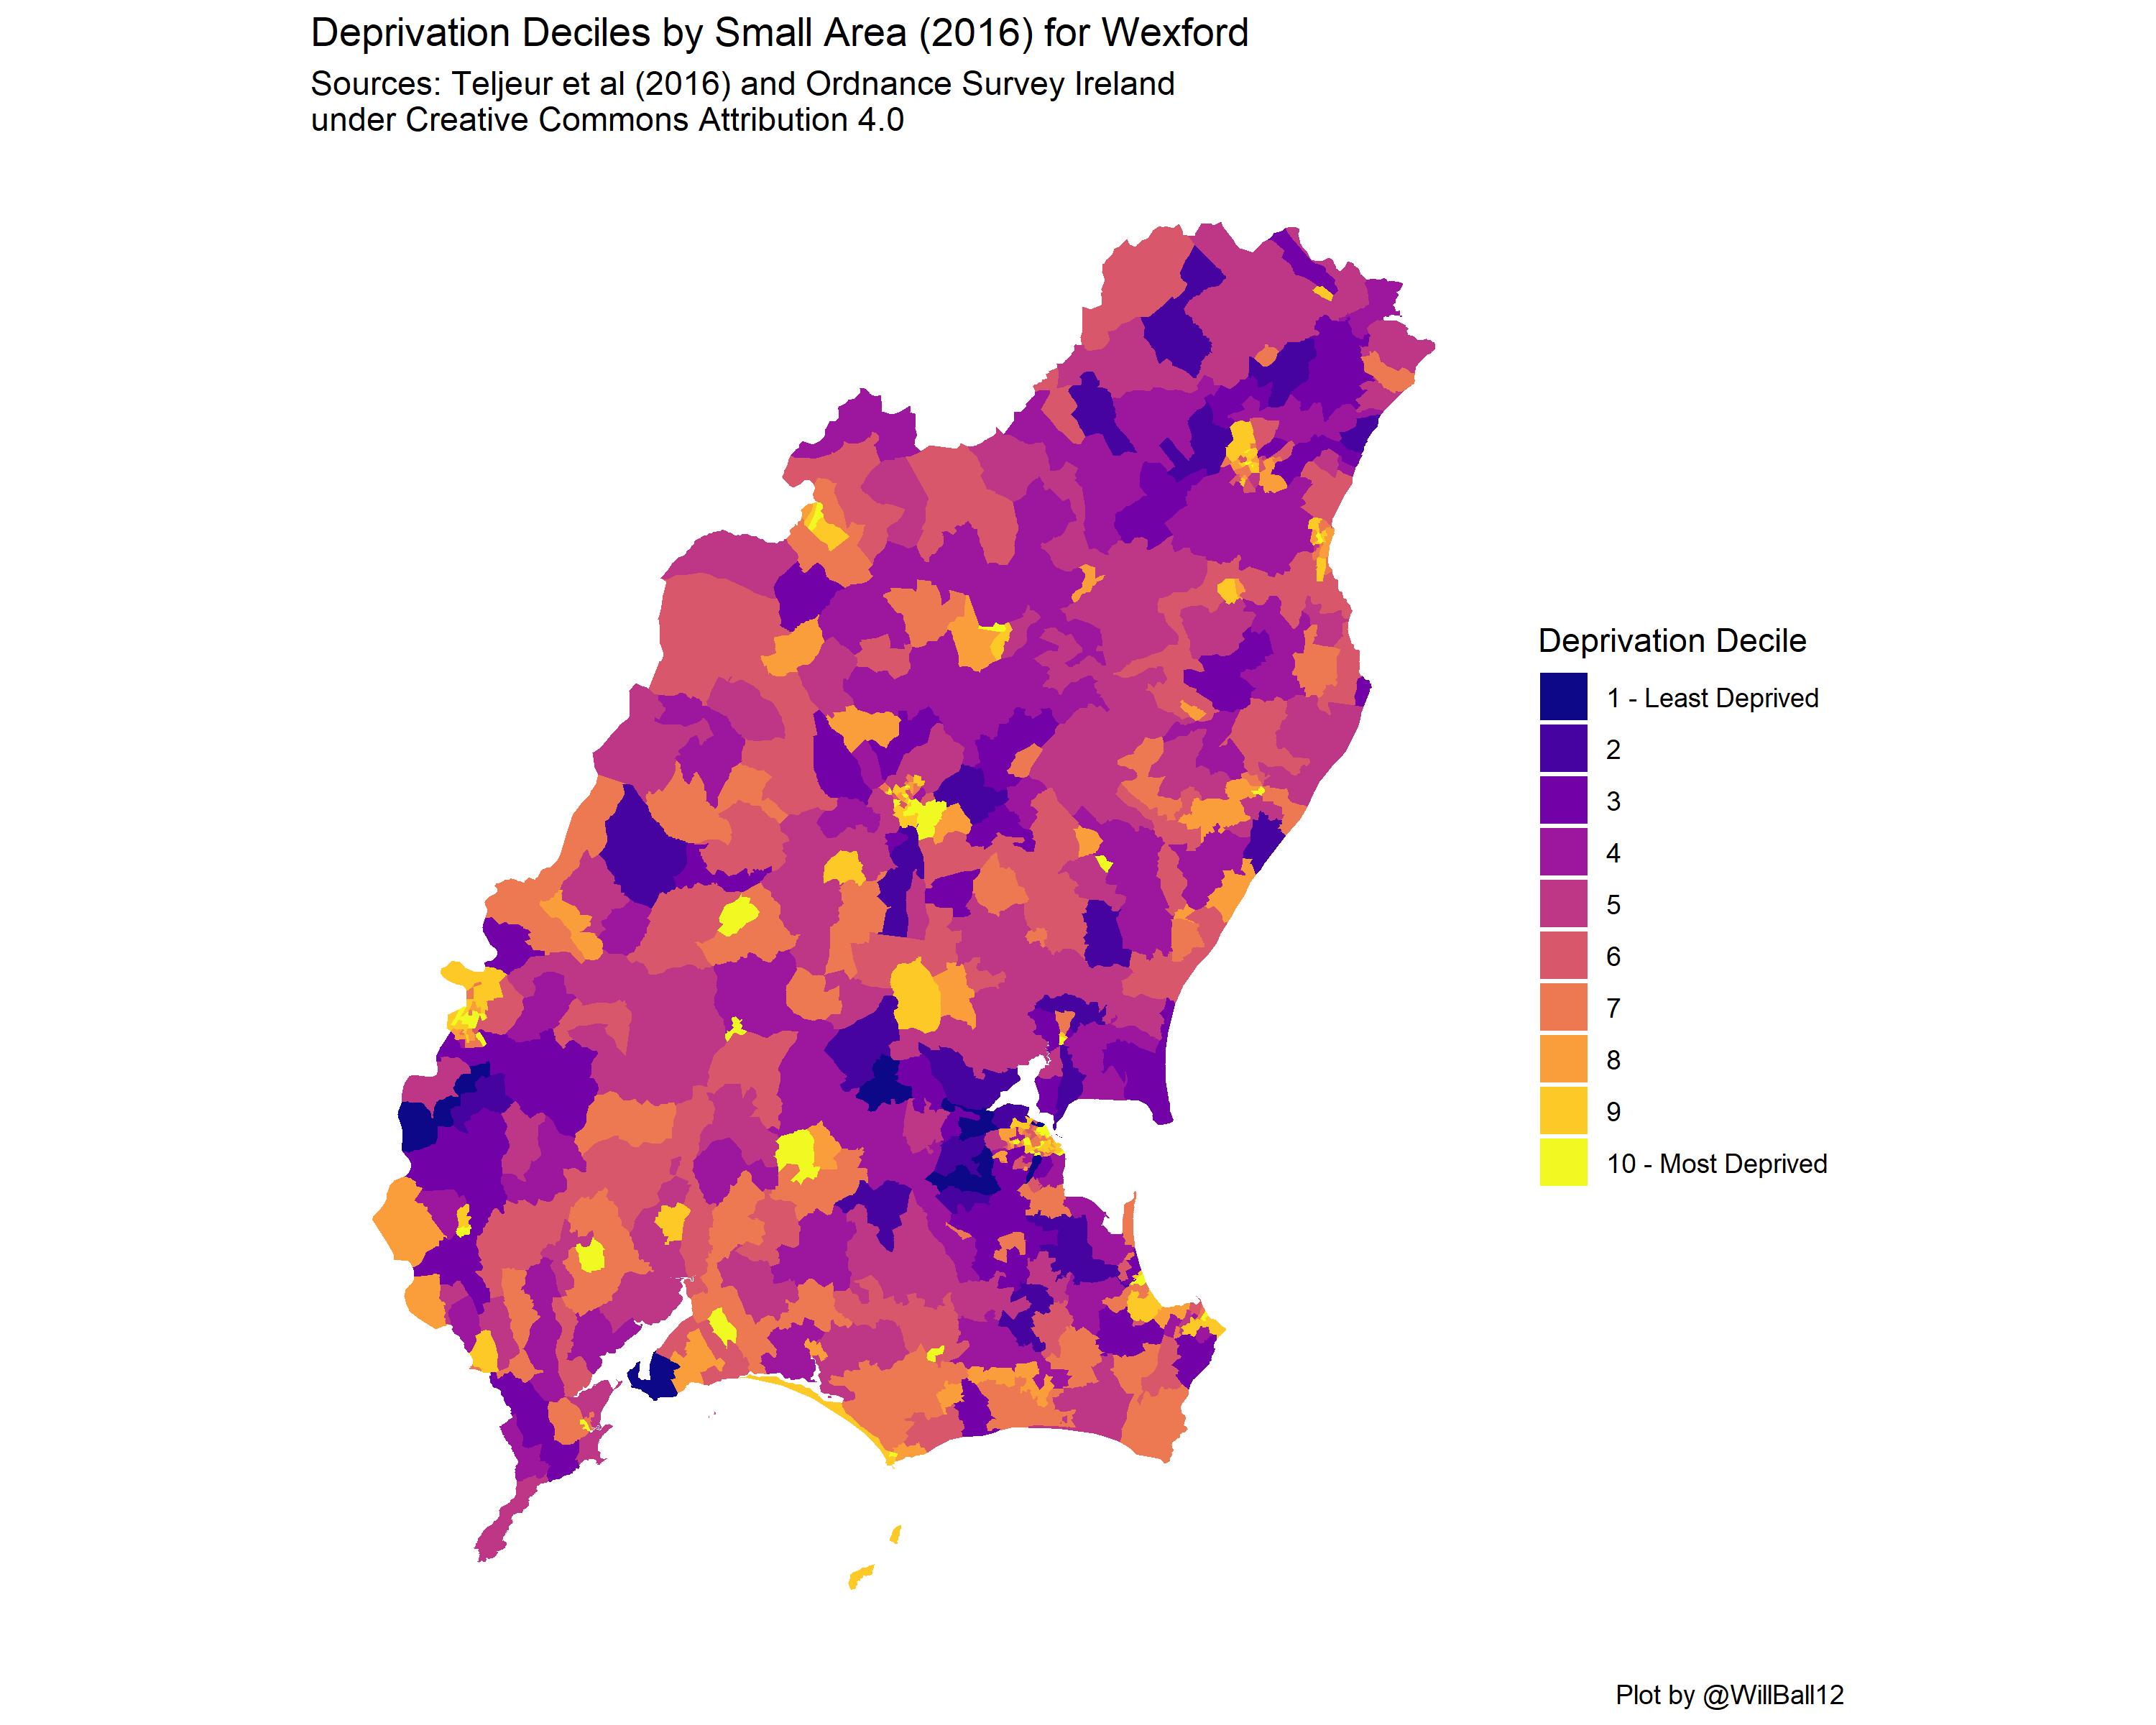 Deprivation Deciles by Small Area (2016) for Wexford
Sources: Teljeur et al (2016) and Ordnance Survey Ireland
under Creative Commons Attribution 4.0
Deprivation Decile
1 - Least Deprived
2
3
4
5
6
7
8
9
10 - Most Deprived
Plot by @WillBall12